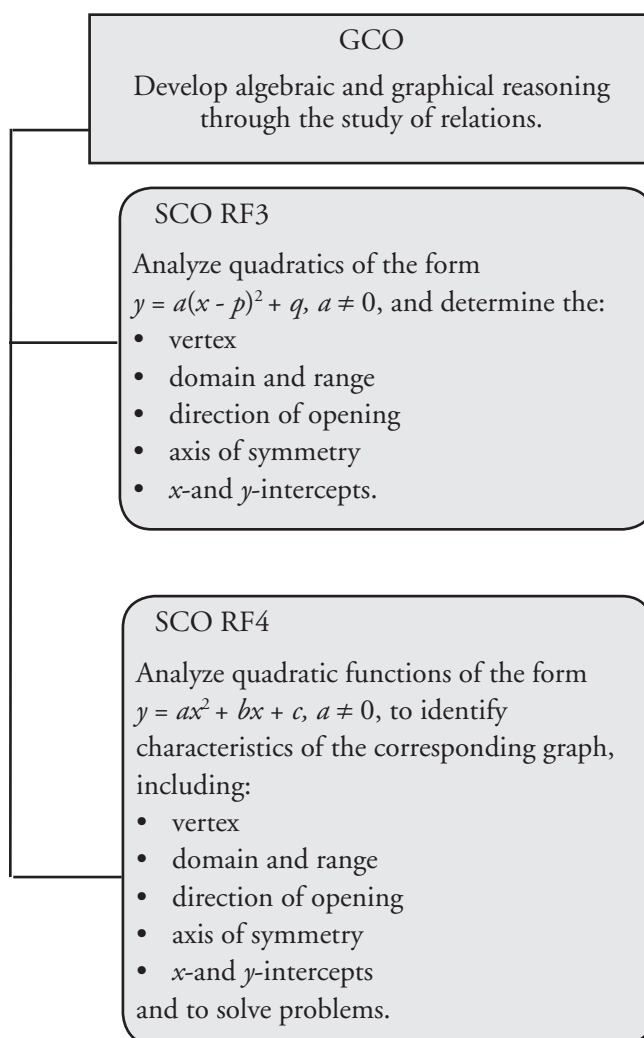 GCO
Develop algebraic and graphical reasoning
through the study of relations.
SCO RF3
Analyze quadratics of the form
y = a(x - p)² + q, a ≠ 0, and determine the:
• vertex
• domain and range
• direction of opening
• axis of symmetry
• x-and y-intercepts.
SCO RF4
Analyze quadratic functions of the form
y = ax² + bx + c, a ≠ 0, to identify
characteristics of the corresponding graph,
including:
• vertex
• domain and range
• direction of opening
• axis of symmetry
• x-and y-intercepts
and to solve problems.